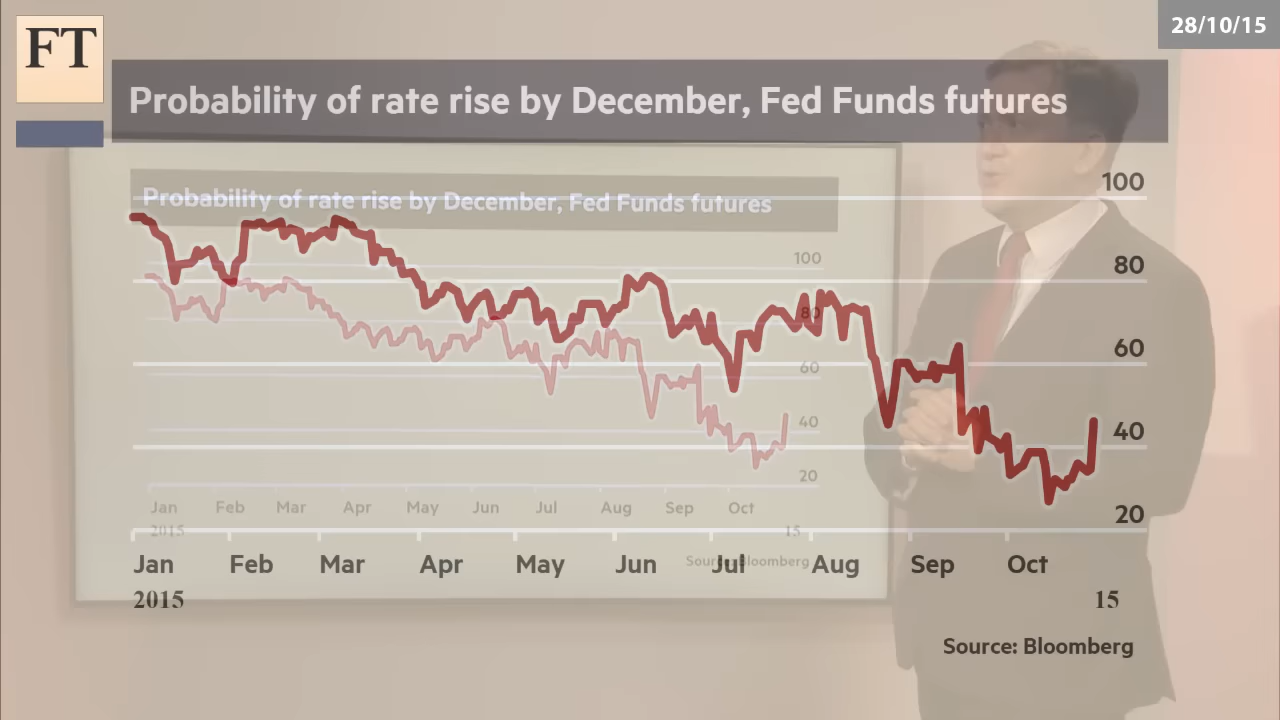 FT
28/10/15
Probability of rate rise by December, Fed Funds futures
Probability of rate rise by December, Fed Funds futures
100
80
60
40
20
100
80
60
40
20
Jan Feb Mar Apr May Jun Jul Aug Sep Oct
2015 15
Source: Bloomberg
Jan Feb Mar Apr May Jun Jul Aug Sep Oct
2015 15
Source: Bloomberg